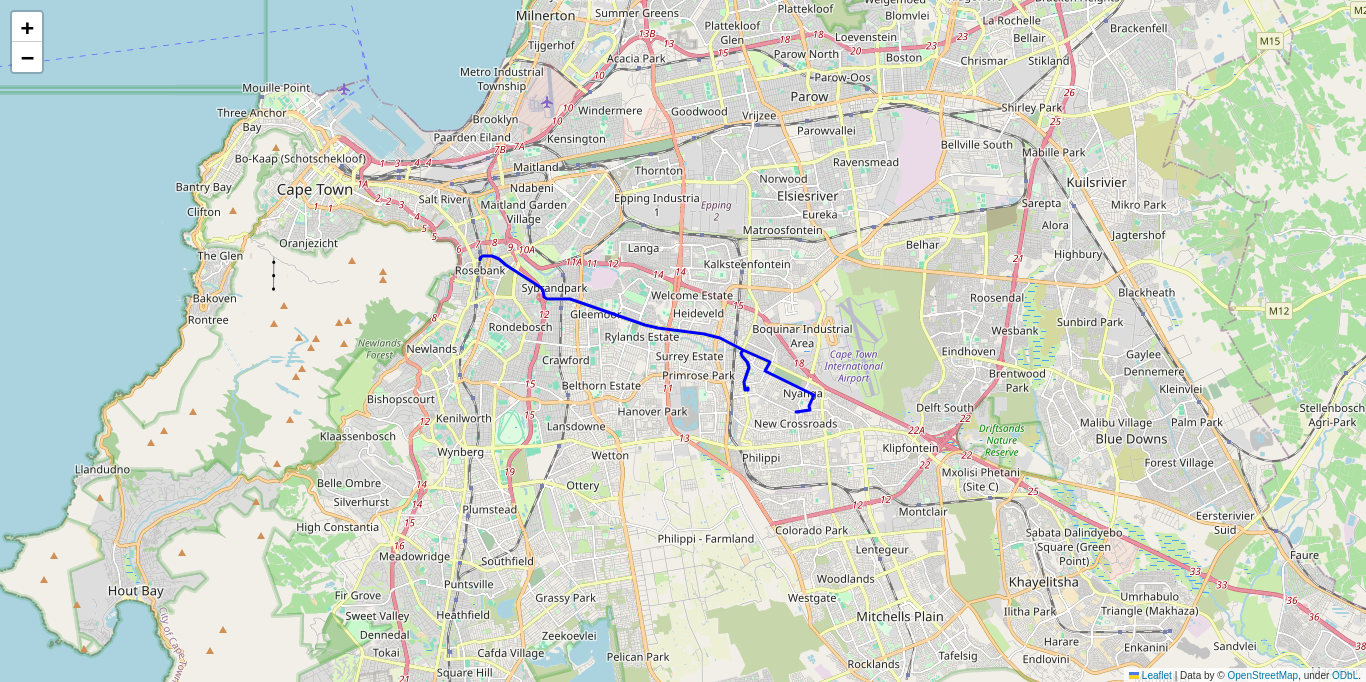 +
−
Milnerton
Summer Greens
Plattekloof
Weigemoed
Blomvlei
La Rochelle
Brackenfell
Plattekloof
Glen
Loevenstein
Bellair
Tijgerhof
Acacia Park
Parow North
Boston
Chrismar
Stikland
M15
Metro Industrial
Township
Parow-Oos
Mouille Point
Parow
Three Anchor
Bay
Brooklyn
Windermere
Goodwood
Vrijzee
Shirley Park
Paarden Eiland
Kensington
Parowvallei
Bellville South
Mabille Park
Bo-Kaap (Schotschekloof)
Maitland
Thornton
Norwood
Ravensmead
Bantry Bay
Cape Town
Ndabeni
Kuilsrivier
Clifton
Salt River
Maitland Garden
Village
Epping Industria
1
Epping
2
Elsiesriver
Eureka
Sarepta
Mikro Park
Oranjezicht
Langa
Matroosfontein
Belhar
Alora
Jagtershof
The Glen
Rosebank
Kalksteenfontein
Highbury
Bakoven
Sybrandpark
Welcome Estate
Roosendal
Blackheath
Rontree
Gleemoor
Heideveld
M12
Rondebosch
Rylands Estate
Boquinar Industrial
Area
Wesbank
Sunbird Park
Newlands
Forest
Newlands
Crawford
Surrey Estate
Cape Town
International
Airport
Eindhoven
Gaylee
Dennemere
Belthorn Estate
Primrose Park
Brentwood
Park
Kleinvlei
Bishopscourt
Nyanga
Delft South
Kenilworth
Hanover Park
New Crossroads
Malibu Village
Palm Park
Stellenbosch
Agri-Park
Klaassenbosch
Lansdowne
Driftsands
Nature
Reserve
Blue Downs
Wynberg
Wetton
Philippi
Klipfontein
Forest Village
Llandudno
Belle Ombre
Ottery
Mxolisi Phetani
(Site C)
Silverhurst
Plumstead
Montclair
Eersterivier
Suid
High Constantia
Philippi - Farmland
Colorado Park
Sabata Dalindyebo
Square (Green
Point)
Meadowridge
Southfield
Lentegeur
Faure
Hout Bay
Puntsville
Woodlands
Khayelitsha
Fir Grove
Grassy Park
Westgate
Umrhabulo
Triangle (Makhaza)
Sweet Valley
Heathfield
Mitchells Plain
Ilitha Park
Dennedal
Zeekoevlei
Harare
Enkanini
Sandvlei
City of Cape Town
Tokai
Cafda Village
Pelican Park
Tafelsig
Endlovini
Square Hill
Rocklands
Leaflet | Data by © OpenStreetMap, under ODbL.